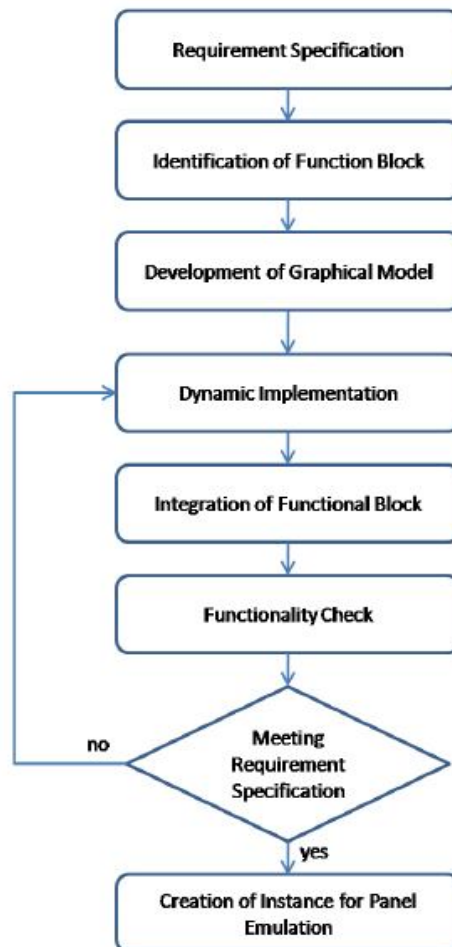 Requirement Specification
Identification of Function Block
Development of Graphical Model
Dynamic Implementation
Integration of Functional Block
Functionality Check
no
Meeting
Requirement
Specification
yes
Creation of Instance for Panel
Emulation